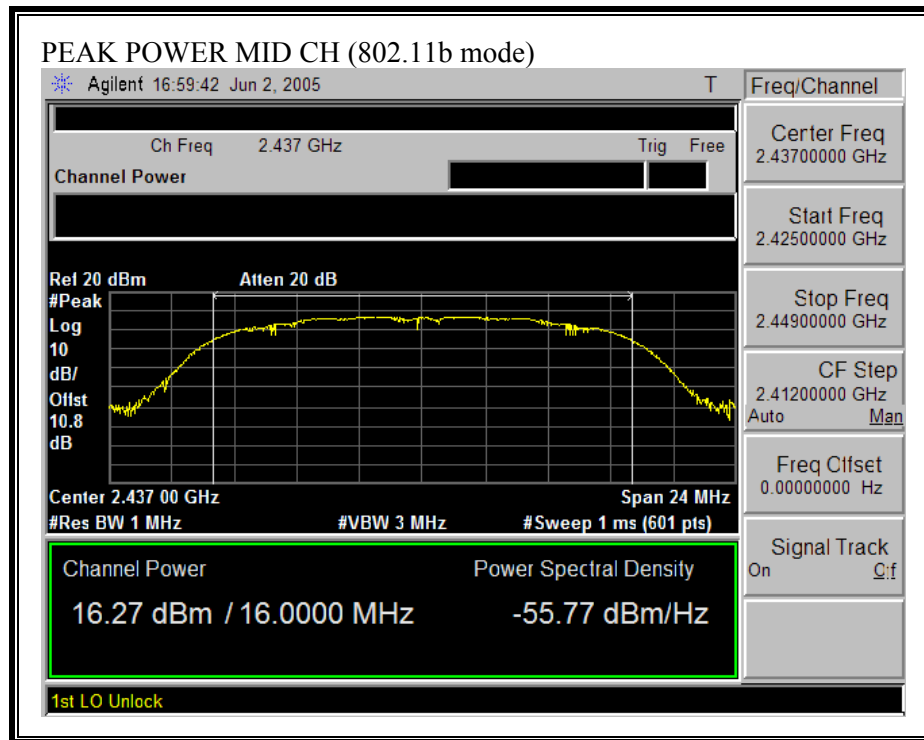 PEAK POWER MID CH (802.11b mode)
Agilent 16:59:42 Jun 2, 2005 T
Freq/Channel
Ch Freq 2.437 GHz Trig Free
Channel Power
Center Freq
2.43700000 GHz
Start Freq
2.42500000 GHz
Stop Freq
2.44900000 GHz
CF Step
2.41200000 GHz
Auto Man
Freq Offset
0.00000000 Hz
Signal Track
On Off
Ref 20 dBm Atten 20 dB
#Peak
Log
10
dB/
Offst
10.8
dB
Center 2.437 00 GHz Span 24 MHz
#Res BW 1 MHz #VBW 3 MHz #Sweep 1 ms (601 pts)
Channel Power Power Spectral Density
16.27 dBm / 16.0000 MHz -55.77 dBm/Hz
1st LO Unlock